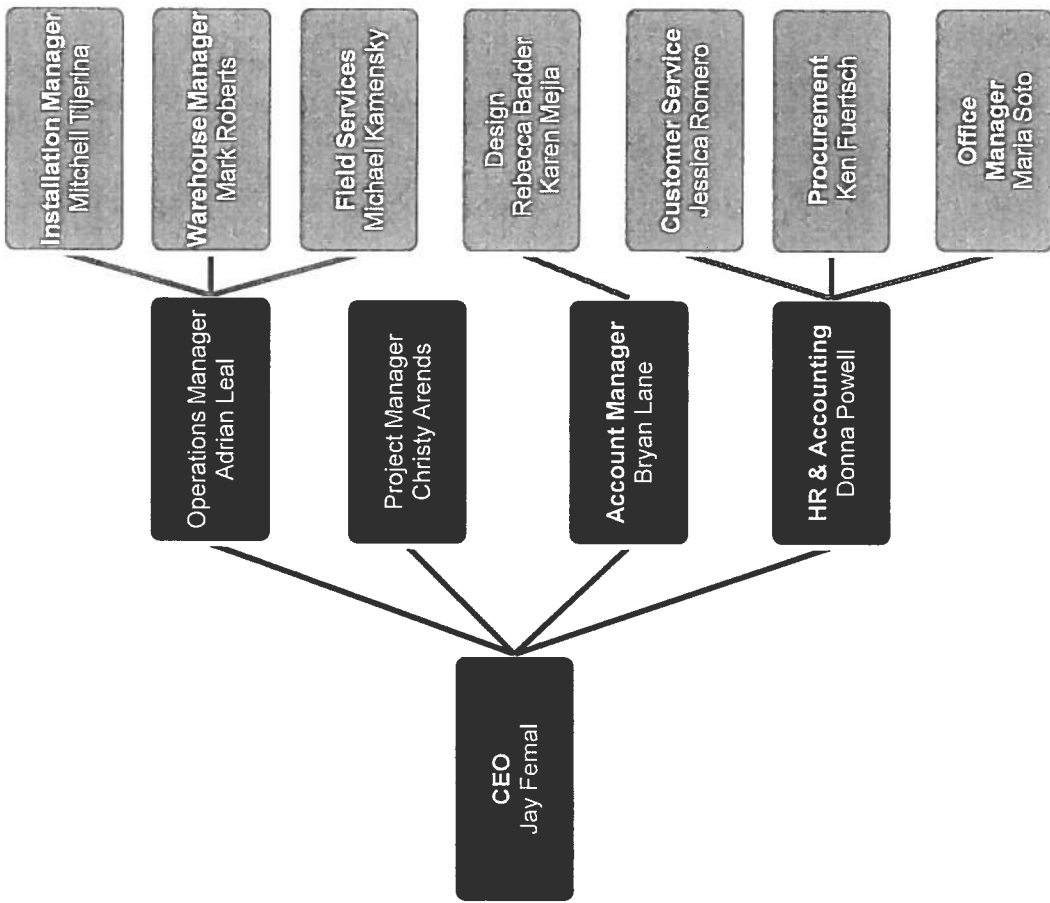 CEO
Jay Femal
Operations Manager
Adrian Leal
Project Manager
Christy Arends
Account Manager
Bryan Lane
HR & Accounting
Donna Powell
Installation Manager
Mitchell Tijerina
Warehouse Manager
Mark Roberts
Field Services
Michael Kamensky
Design
Rebecca Badder
Karen Mejia
Customer Service
Jessica Romero
Procurement
Ken Fuertsch
Office
Manager
Maria Soto